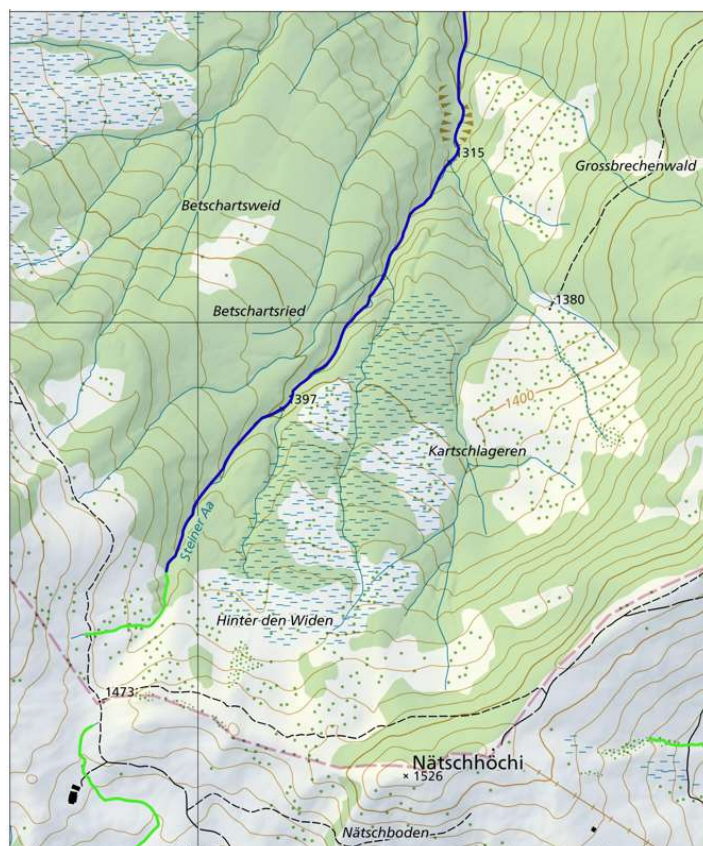 1315
Grossbrechenwald
Betschartsweid
1380
Betschartsried
1397
1400
Kartschlageren
Steiner Aa
Hinter den Widen
1473
Nätschhöchi
1526
Nätschboden